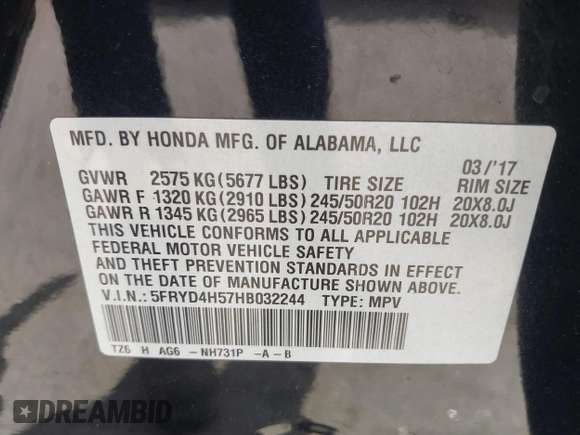 MFD. BY HONDA MFG. OF ALABAMA, LLC
03/'17
GVWR 2575 KG (5677 LBS) TIRE SIZE RIM SIZE
GAWR F 1320 KG (2910 LBS) 245/50R20 102H 20X8.0J
GAWR R 1345 KG (2965 LBS) 245/50R20 102H 20X8.0J
THIS VEHICLE CONFORMS TO ALL APPLICABLE
FEDERAL MOTOR VEHICLE SAFETY
AND THEFT PREVENTION STANDARDS IN EFFECT
ON THE DATE OF MANUFACTURE SHOWN ABOVE.
V.I.N.: 5FRYD4H57HB032244 TYPE: MPV
TZ6 H AG6 - NH731P -A-B
DREAMBID